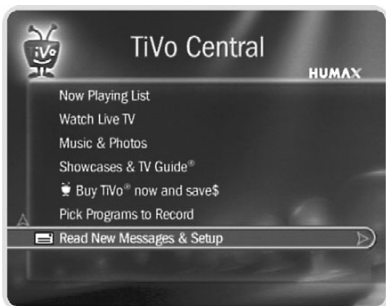 TiVo
TiVo Central
HUMAX
Now Playing List
Watch Live TV
Music & Photos
Showcases & TV Guide®
Buy TiVo® now and save$
Pick Programs to Record
Read New Messages & Setup